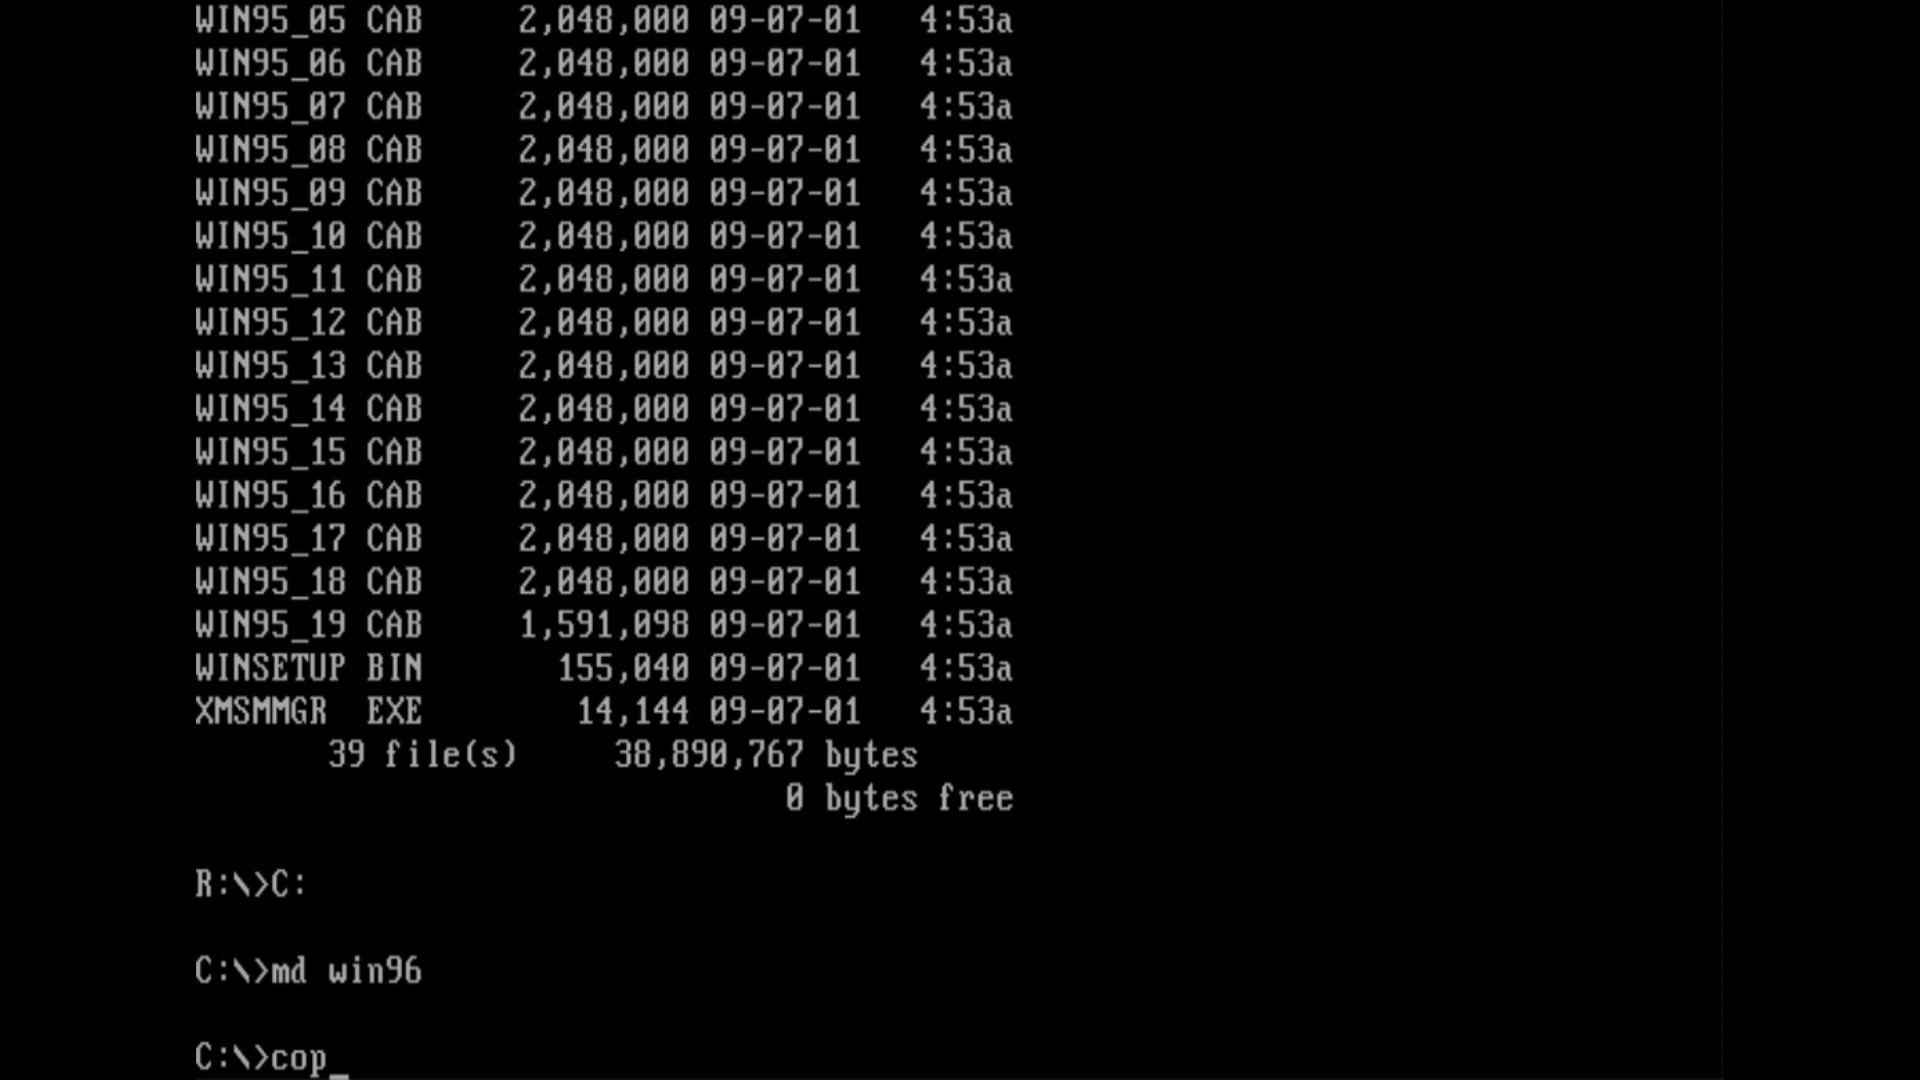 WIN95_05 CAB     2,048,000 09-07-01   4:53a
WIN95_06 CAB     2,048,000 09-07-01   4:53a
WIN95_07 CAB     2,048,000 09-07-01   4:53a
WIN95_08 CAB     2,048,000 09-07-01   4:53a
WIN95_09 CAB     2,048,000 09-07-01   4:53a
WIN95_10 CAB     2,048,000 09-07-01   4:53a
WIN95_11 CAB     2,048,000 09-07-01   4:53a
WIN95_12 CAB     2,048,000 09-07-01   4:53a
WIN95_13 CAB     2,048,000 09-07-01   4:53a
WIN95_14 CAB     2,048,000 09-07-01   4:53a
WIN95_15 CAB     2,048,000 09-07-01   4:53a
WIN95_16 CAB     2,048,000 09-07-01   4:53a
WIN95_17 CAB     2,048,000 09-07-01   4:53a
WIN95_18 CAB     2,048,000 09-07-01   4:53a
WIN95_19 CAB     1,591,098 09-07-01   4:53a
WINSETUP BIN       155,040 09-07-01   4:53a
XMSMMGR  EXE        14,144 09-07-01   4:53a
       39 file(s)     38,890,767 bytes
                               0 bytes free
R:\>C:
C:\>md win96
C:\>cop_